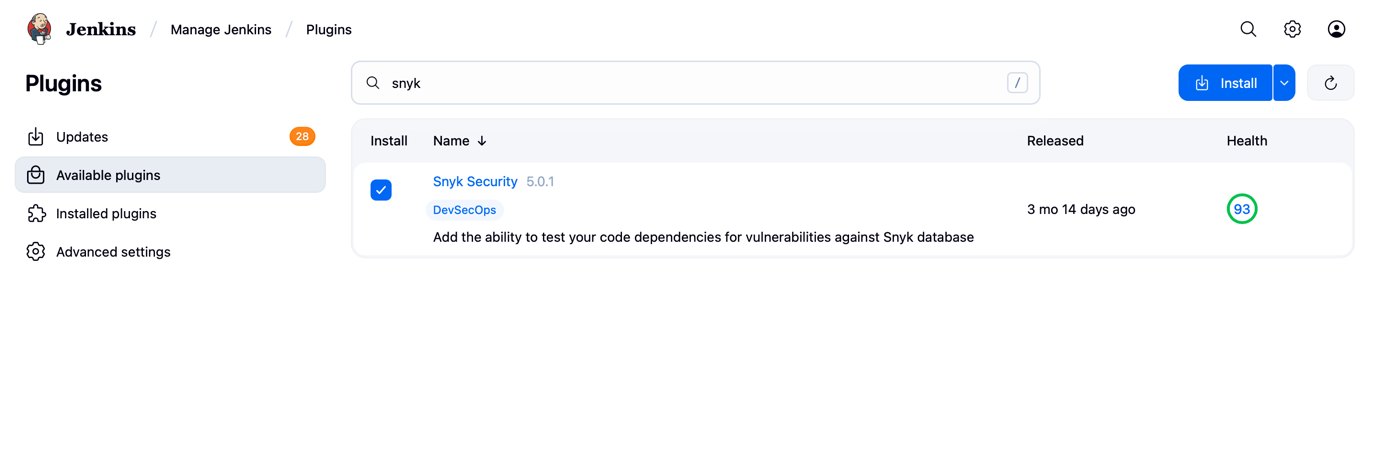 Jenkins / Manage Jenkins / Plugins
Plugins
snyk /
Install
Updates 28
Available plugins
Installed plugins
Advanced settings
Install Name ↓ Released Health
Snyk Security 5.0.1
DevSecOps
3 mo 14 days ago 93
Add the ability to test your code dependencies for vulnerabilities against Snyk database